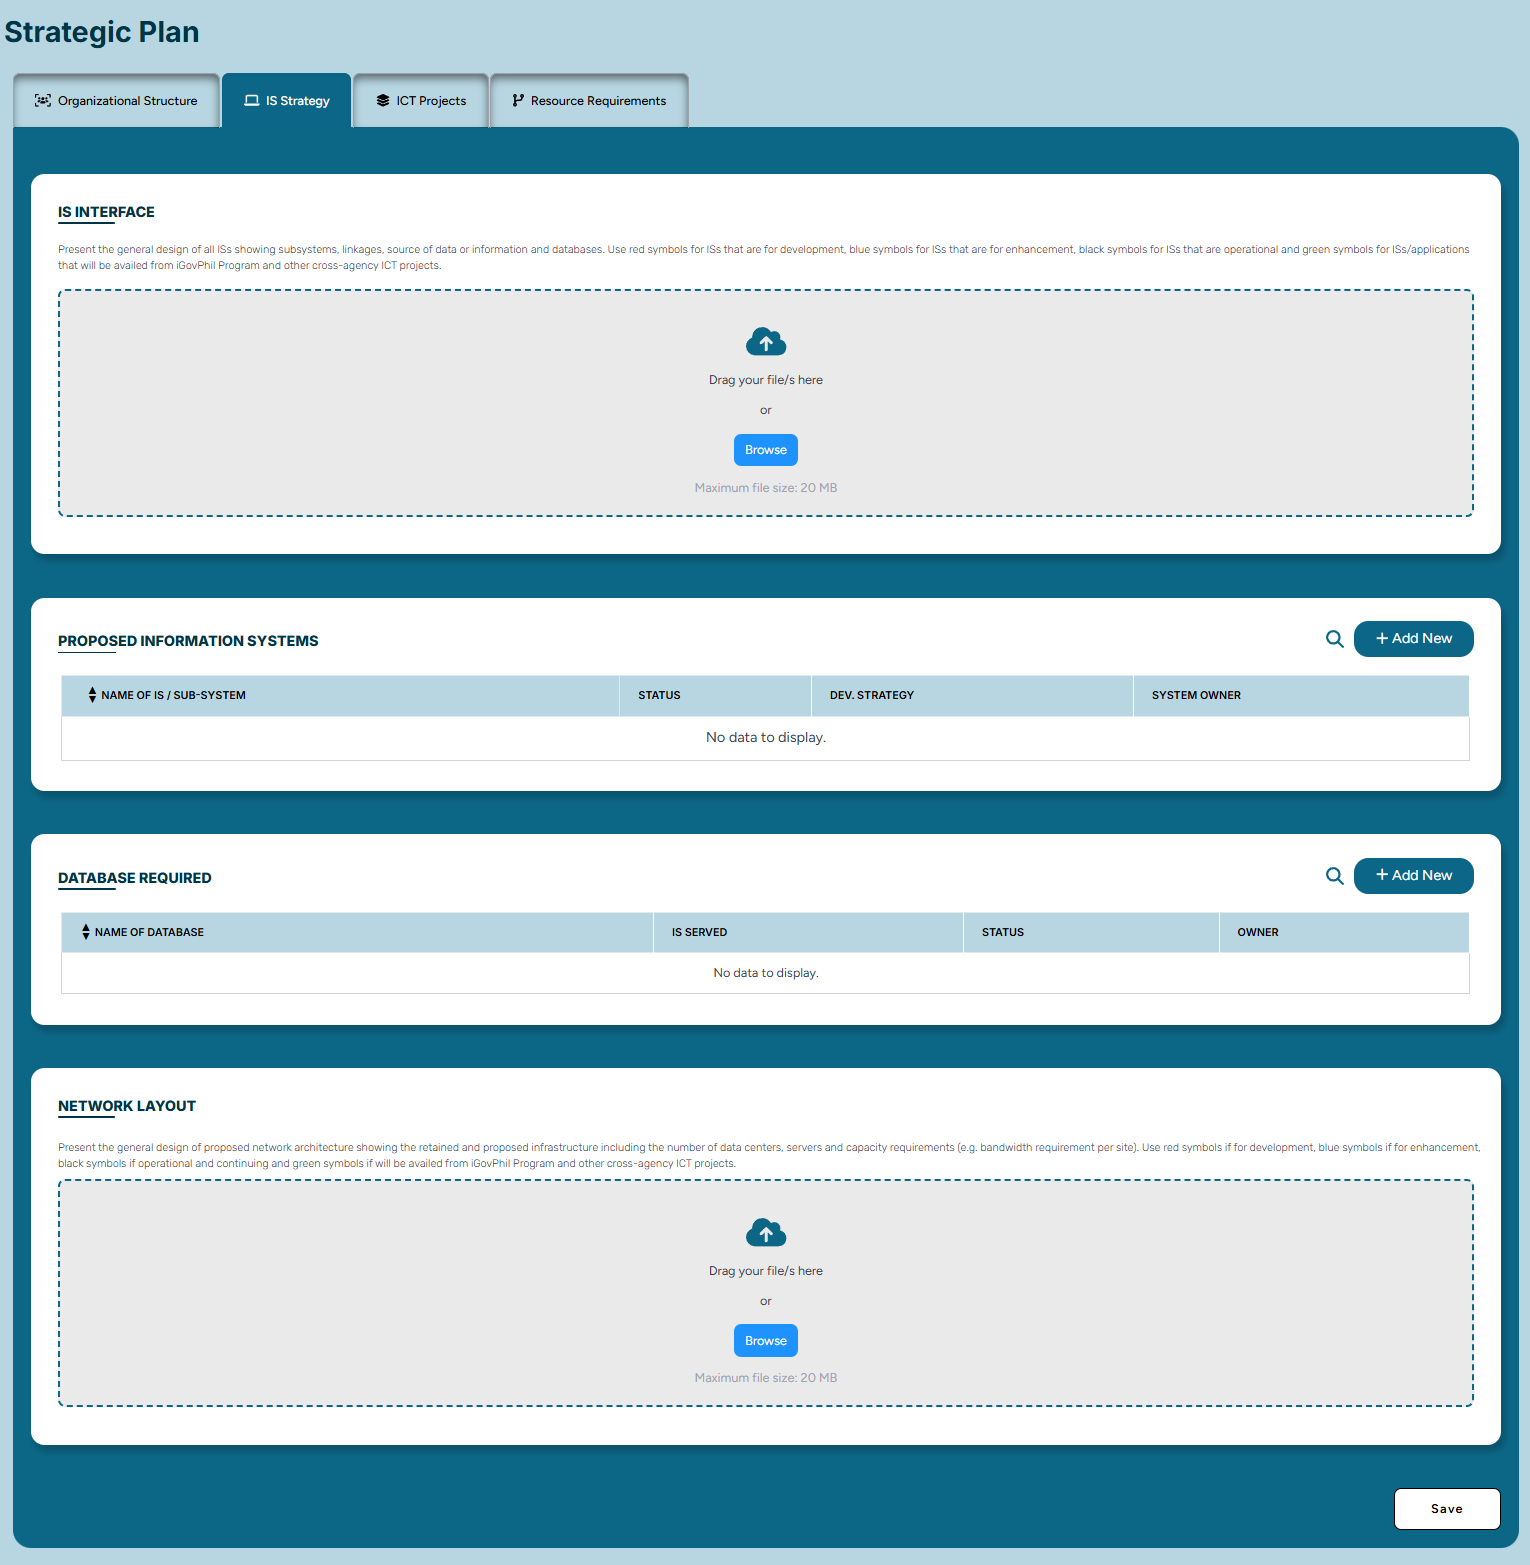 Strategic Plan
Organizational Structure
IS Strategy
ICT Projects
Resource Requirements
IS INTERFACE
Present the general design of all ISs showing subsystems, linkages, source of data or information and databases. Use red symbols for ISs that are for development, blue symbols for ISs that are for enhancement, black symbols for ISs that are operational and green symbols for ISs/applications
that will be availed from iGovPhil Program and other cross-agency ICT projects.
Drag your file/s here
or
Browse
Maximum file size: 20 MB
PROPOSED INFORMATION SYSTEMS
+ Add New
NAME OF IS / SUB-SYSTEM
STATUS
DEV. STRATEGY
SYSTEM OWNER
No data to display.
DATABASE REQUIRED
+ Add New
NAME OF DATABASE
IS SERVED
STATUS
OWNER
No data to display.
NETWORK LAYOUT
Present the general design of proposed network architecture showing the retained and proposed infrastructure including the number of data centers, servers and capacity requirements (e.g. bandwidth requirement per site). Use red symbols if for development, blue symbols if for enhancement,
black symbols if operational and continuing and green symbols if will be availed from iGovPhil Program and other cross-agency ICT projects.
Drag your file/s here
or
Browse
Maximum file size: 20 MB
Save